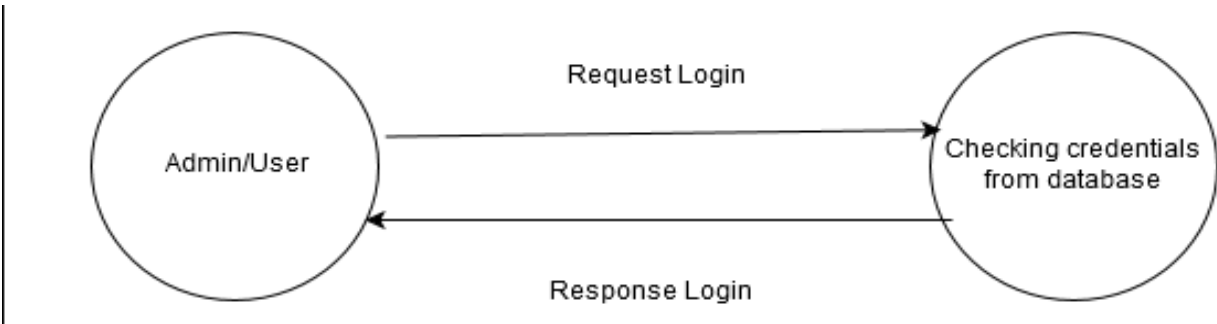 Request Login
Admin/User
Checking credentials
from database
Response Login